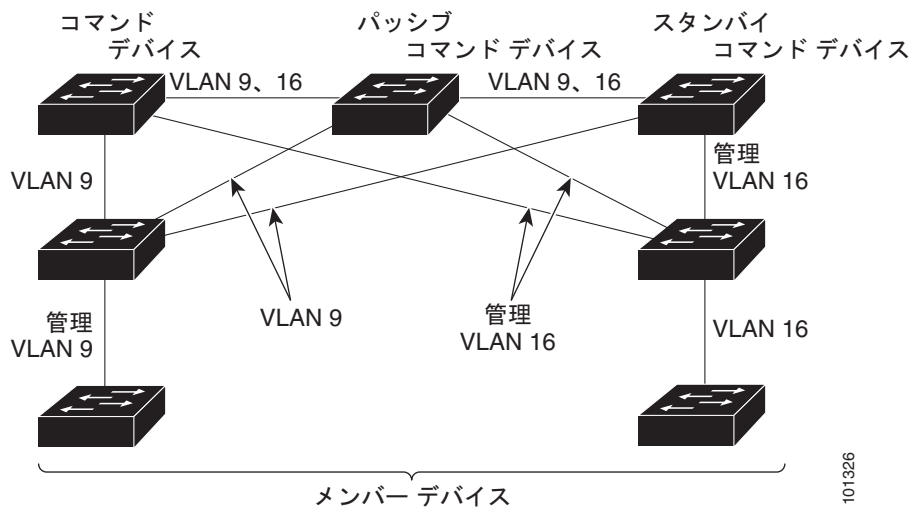 コマンド
デバイス
パッシブ
コマンド デバイス
スタンバイ
コマンド デバイス
VLAN 9、16
VLAN 9、16
VLAN 9
管理
VLAN 16
VLAN 9
管理
VLAN 16
管理
VLAN 9
VLAN 16
メンバー デバイス
101326